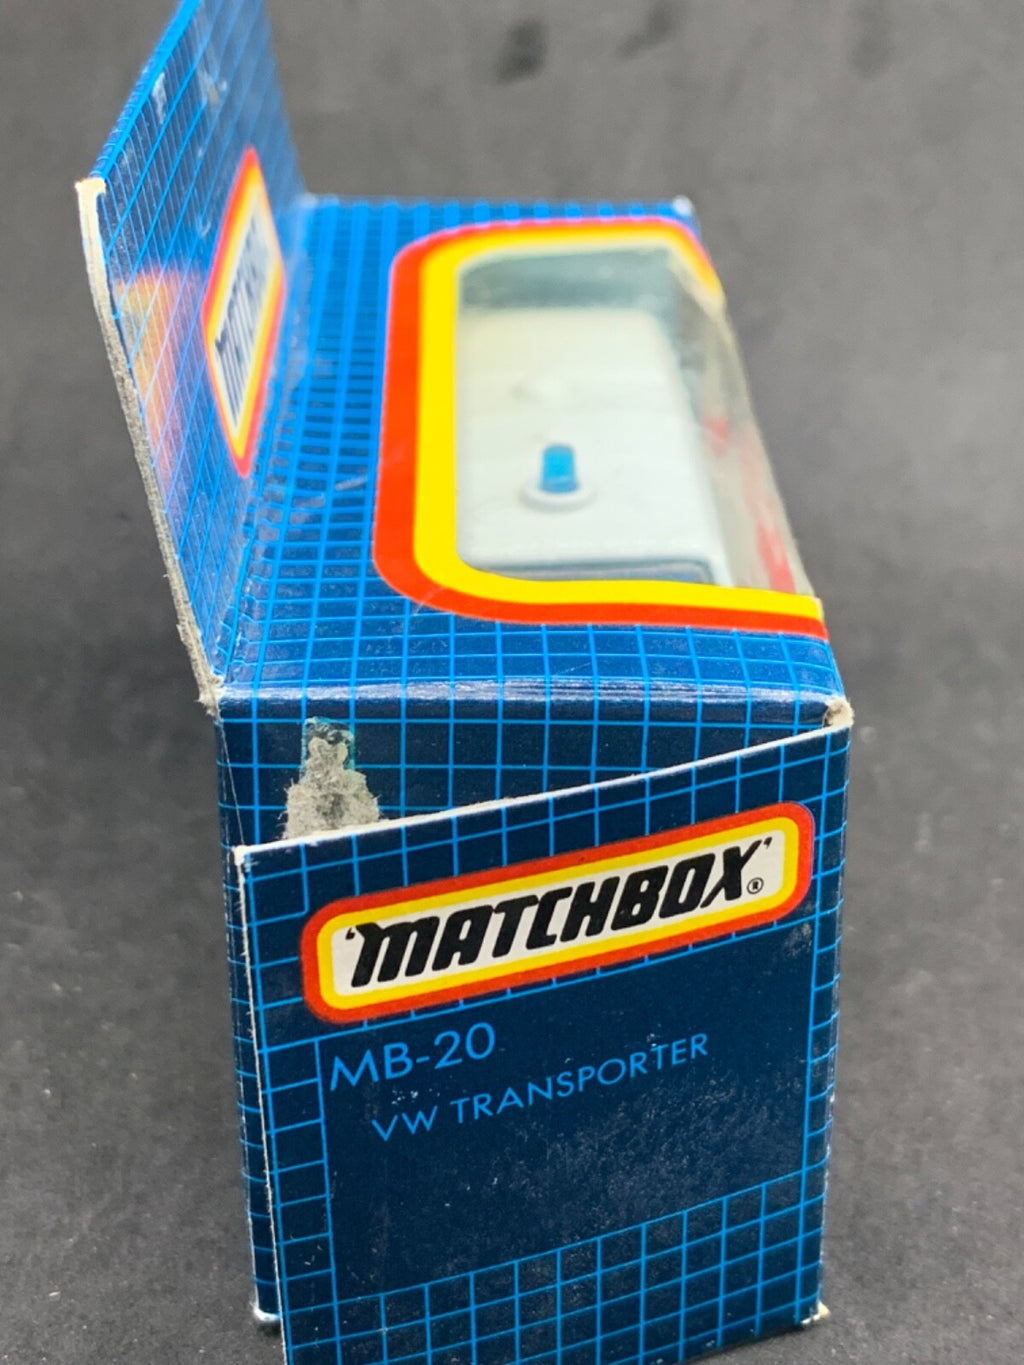 'MATCHBOX'®
MB-20
VW TRANSPORTER